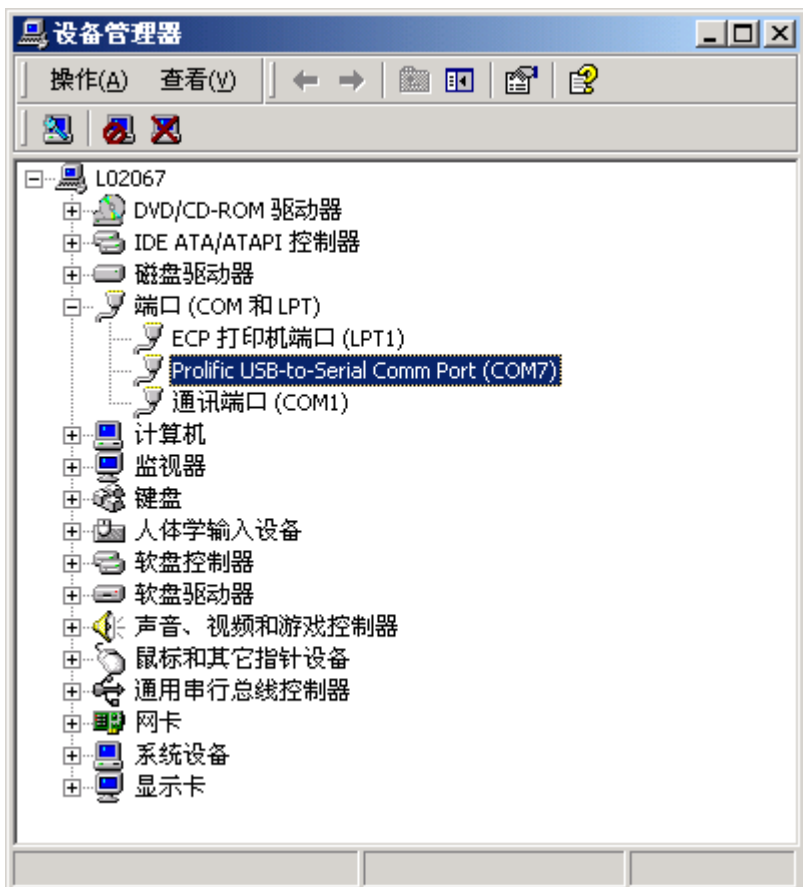 设备管理器
操作(A) 查看(V)
L02067
DVD/CD-ROM 驱动器
IDE ATA/ATAPI 控制器
磁盘驱动器
端口 (COM 和 LPT)
ECP 打印机端口 (LPT1)
Prolific USB-to-Serial Comm Port (COM7)
通讯端口 (COM1)
计算机
监视器
键盘
人体学输入设备
软盘控制器
软盘驱动器
声音、视频和游戏控制器
鼠标和其它指针设备
通用串行总线控制器
网卡
系统设备
显示卡